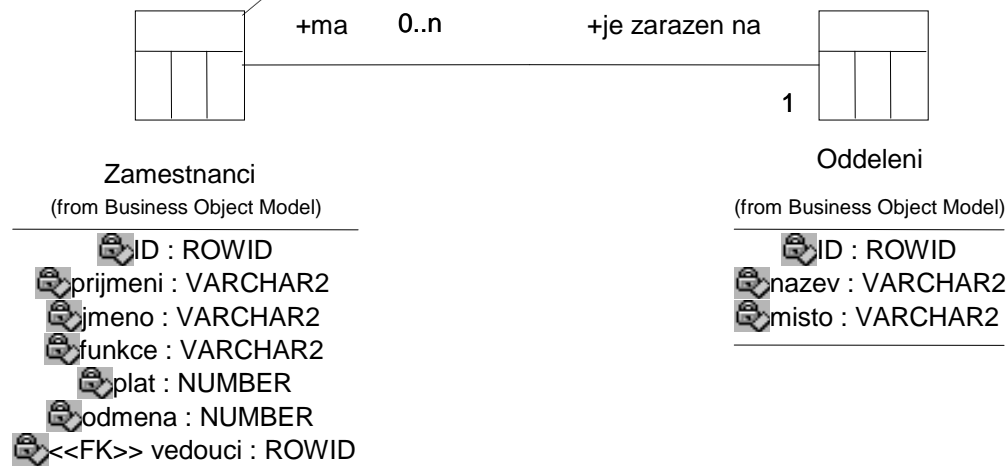 +ma 0..n +je zarazen na
1
Zamestnanci
(from Business Object Model)
ID : ROWID
prijmeni : VARCHAR2
jmeno : VARCHAR2
funkce : VARCHAR2
plat : NUMBER
odmena : NUMBER
<<FK>> vedouci : ROWID
Oddeleni
(from Business Object Model)
ID : ROWID
nazev : VARCHAR2
misto : VARCHAR2